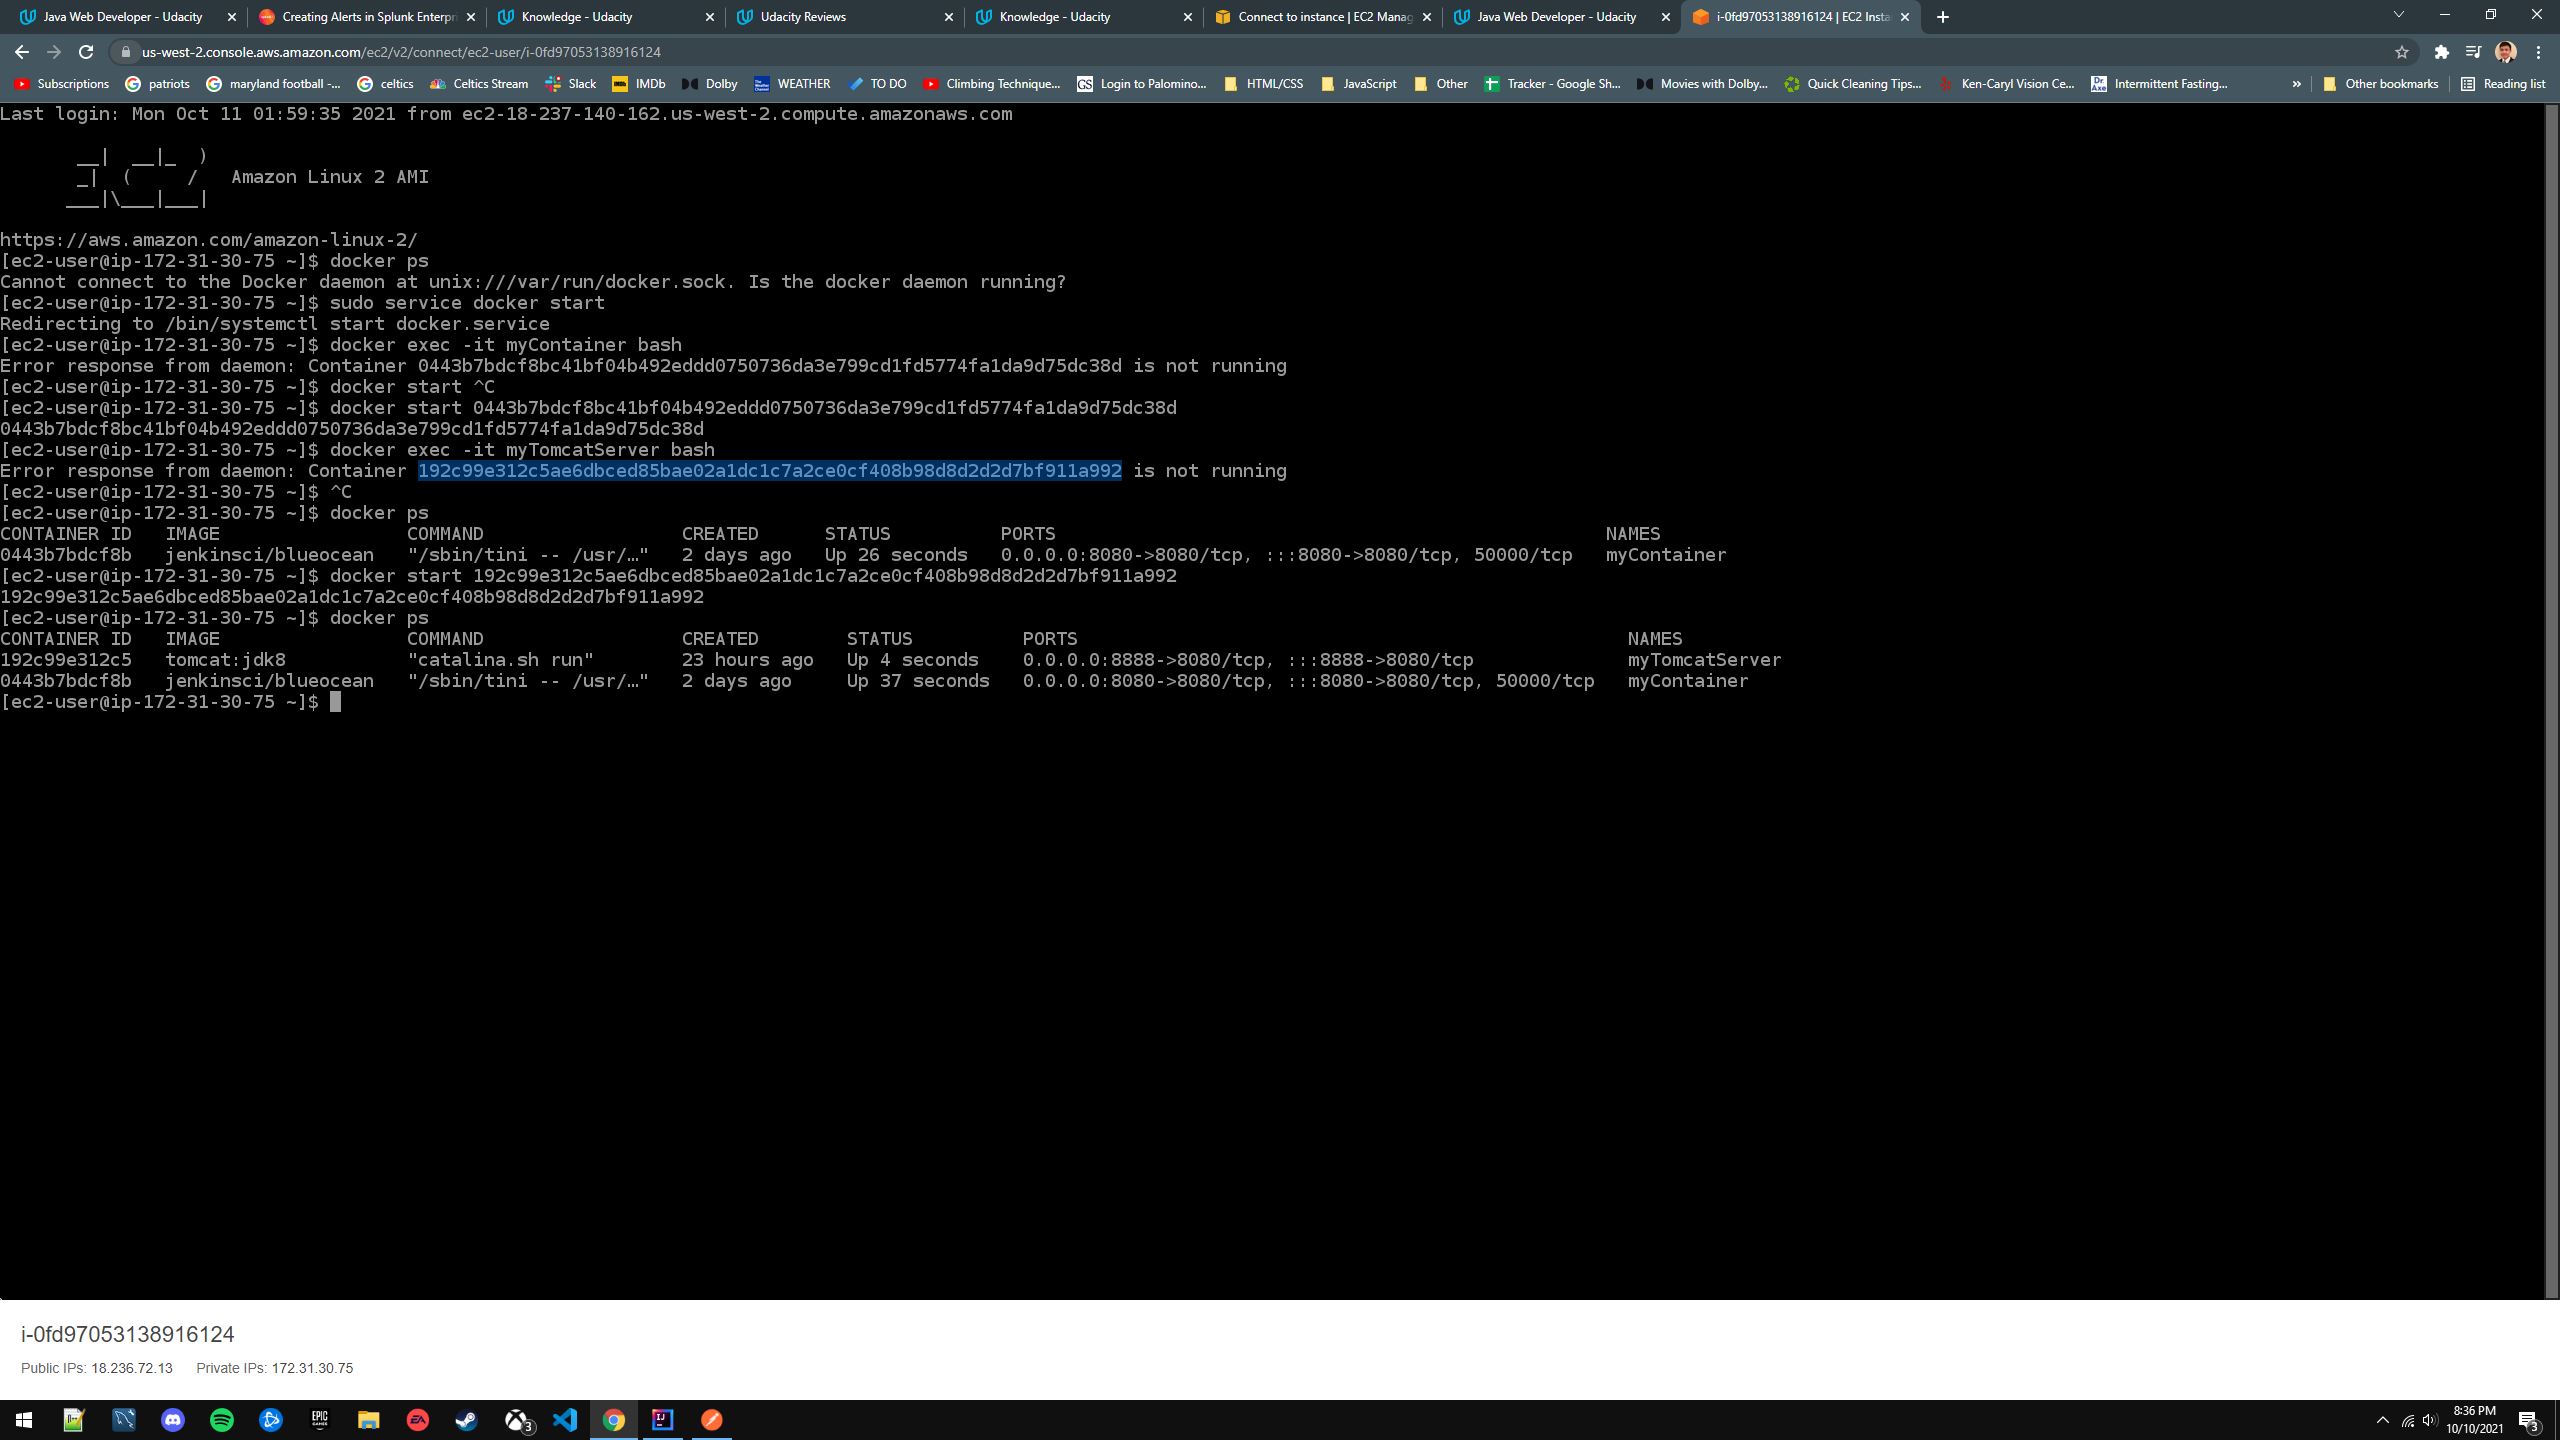 Java Web Developer - Udacity
Creating Alerts in Splunk Enterpri
Knowledge - Udacity
Udacity Reviews
Knowledge - Udacity
Connect to instance | EC2 Manag
Java Web Developer - Udacity
i-0fd97053138916124 | EC2 Insta
us-west-2.console.aws.amazon.com/ec2/v2/connect/ec2-user/i-0fd97053138916124
Subscriptions
patriots
maryland football -...
celtics
Celtics Stream
Slack
IMDb
Dolby
WEATHER
TO DO
Climbing Technique...
GS
Login to Palomino...
HTML/CSS
JavaScript
Other
Tracker - Google Sh...
Movies with Dolby...
Quick Cleaning Tips...
Ken-Caryl Vision Ce...
Intermittent Fasting...
»
Other bookmarks
Reading list
Last login: Mon Oct 11 01:59:35 2021 from ec2-18-237-140-162.us-west-2.compute.amazonaws.com
       __|  __|_  )
       _|  (     /   Amazon Linux 2 AMI
      ___|\___|___|
https://aws.amazon.com/amazon-linux-2/
[ec2-user@ip-172-31-30-75 ~]$ docker ps
Cannot connect to the Docker daemon at unix:///var/run/docker.sock. Is the docker daemon running?
[ec2-user@ip-172-31-30-75 ~]$ sudo service docker start
Redirecting to /bin/systemctl start docker.service
[ec2-user@ip-172-31-30-75 ~]$ docker exec -it myContainer bash
Error response from daemon: Container 0443b7bdcf8bc41bf04b492eddd0750736da3e799cd1fd5774fa1da9d75dc38d is not running
[ec2-user@ip-172-31-30-75 ~]$ docker start ^C
[ec2-user@ip-172-31-30-75 ~]$ docker start 0443b7bdcf8bc41bf04b492eddd0750736da3e799cd1fd5774fa1da9d75dc38d
0443b7bdcf8bc41bf04b492eddd0750736da3e799cd1fd5774fa1da9d75dc38d
[ec2-user@ip-172-31-30-75 ~]$ docker exec -it myTomcatServer bash
Error response from daemon: Container 192c99e312c5ae6dbced85bae02a1dc1c7a2ce0cf408b98d8d2d2d7bf911a992 is not running
[ec2-user@ip-172-31-30-75 ~]$ ^C
[ec2-user@ip-172-31-30-75 ~]$ docker ps
CONTAINER ID   IMAGE                 COMMAND                  CREATED      STATUS          PORTS                                                  NAMES
0443b7bdcf8b   jenkinsci/blueocean   "/sbin/tini -- /usr/…"   2 days ago   Up 26 seconds   0.0.0.0:8080->8080/tcp, :::8080->8080/tcp, 50000/tcp   myContainer
[ec2-user@ip-172-31-30-75 ~]$ docker start 192c99e312c5ae6dbced85bae02a1dc1c7a2ce0cf408b98d8d2d2d7bf911a992
192c99e312c5ae6dbced85bae02a1dc1c7a2ce0cf408b98d8d2d2d7bf911a992
[ec2-user@ip-172-31-30-75 ~]$ docker ps
CONTAINER ID   IMAGE                 COMMAND                  CREATED        STATUS          PORTS                                                  NAMES
192c99e312c5   tomcat:jdk8           "catalina.sh run"        23 hours ago   Up 4 seconds    0.0.0.0:8888->8080/tcp, :::8888->8080/tcp              myTomcatServer
0443b7bdcf8b   jenkinsci/blueocean   "/sbin/tini -- /usr/…"   2 days ago     Up 37 seconds   0.0.0.0:8080->8080/tcp, :::8080->8080/tcp, 50000/tcp   myContainer
[ec2-user@ip-172-31-30-75 ~]$
i-0fd97053138916124
Public IPs: 18.236.72.13 Private IPs: 172.31.30.75
EPIC GAMES
EA
3
IJ
8:36 PM
10/10/2021
3